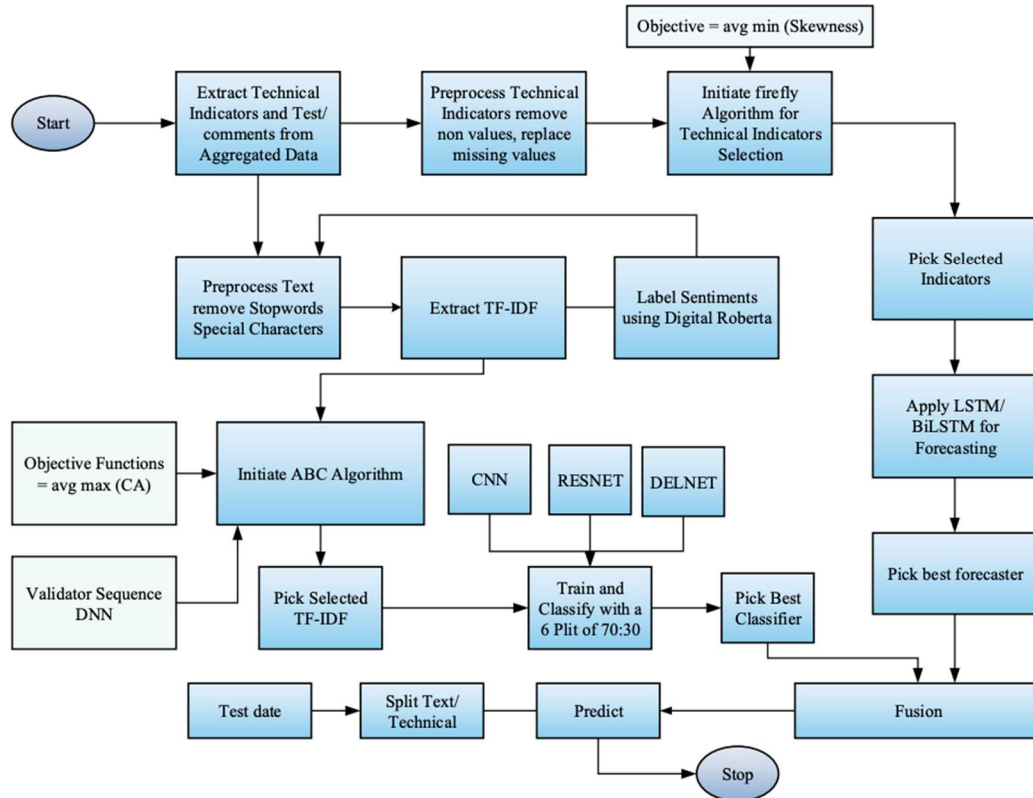 Objective = avg min (Skewness)
Start
Extract Technical
Indicators and Test/
comments from
Aggregated Data
Preprocess Technical
Indicators remove
non values, replace
missing values
Initiate firefly
Algorithm for
Technical Indicators
Selection
Pick Selected
Indicators
Preprocess Text
remove Stopwords
Special Characters
Extract TF-IDF
Label Sentiments
using Digital Roberta
Apply LSTM/
BiLSTM for
Forecasting
Objective Functions
= avg max (CA)
Initiate ABC Algorithm
CNN
RESNET
DELNET
Validator Sequence
DNN
Pick Selected
TF-IDF
Train and
Classify with a
6 Plit of 70:30
Pick Best
Classifier
Pick best forecaster
Test date
Split Text/
Technical
Predict
Fusion
Stop